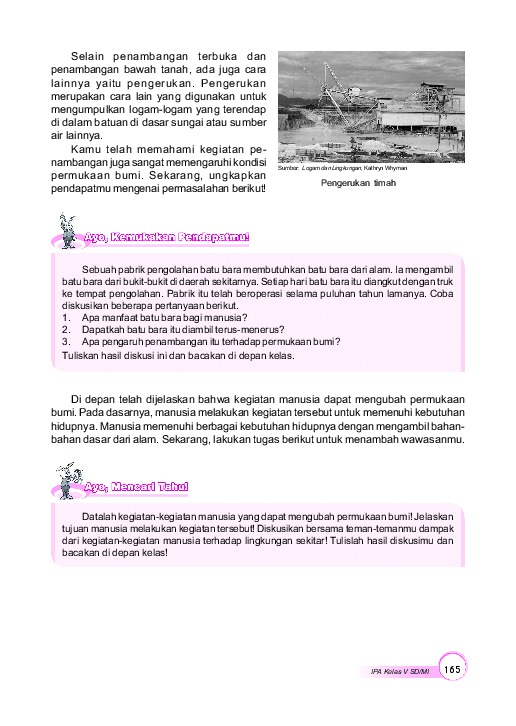 Selain penambangan terbuka dan
penambangan bawah tanah, ada juga cara
lainnya yaitu pengerukan. Pengerukan
merupakan cara lain yang digunakan untuk
mengumpulkan logam-logam yang terendap
di dalam batuan di dasar sungai atau sumber
air lainnya.
Kamu telah memahami kegiatan pe-
nambangan juga sangat memengaruhi kondisi
permukaan bumi. Sekarang, ungkapkan
pendapatmu mengenai permasalahan berikut!
Sumber: Logam dan Lingkungan, Kathryn Whyman
Pengerukan timah
Ayo, Kemukakan Pendapatmu!
Sebuah pabrik pengolahan batu bara membutuhkan batu bara dari alam. Ia mengambil
batu bara dari bukit-bukit di daerah sekitarnya. Setiap hari batu bara itu diangkut dengan truk
ke tempat pengolahan. Pabrik itu telah beroperasi selama puluhan tahun lamanya. Coba
diskusikan beberapa pertanyaan berikut.
1. Apa manfaat batu bara bagi manusia?
2. Dapatkah batu bara itu diambil terus-menerus?
3. Apa pengaruh penambangan itu terhadap permukaan bumi?
Tuliskan hasil diskusi ini dan bacakan di depan kelas.
Di depan telah dijelaskan bahwa kegiatan manusia dapat mengubah permukaan
bumi. Pada dasarnya, manusia melakukan kegiatan tersebut untuk memenuhi kebutuhan
hidupnya. Manusia memenuhi berbagai kebutuhan hidupnya dengan mengambil bahan-
bahan dasar dari alam. Sekarang, lakukan tugas berikut untuk menambah wawasanmu.
Ayo, Mencari Tahu!
Datalah kegiatan-kegiatan manusia yang dapat mengubah permukaan bumi! Jelaskan
tujuan manusia melakukan kegiatan tersebut! Diskusikan bersama teman-temanmu dampak
dari kegiatan-kegiatan manusia terhadap lingkungan sekitar! Tulislah hasil diskusimu dan
bacakan di depan kelas!
IPA Kelas V SD/MI 165